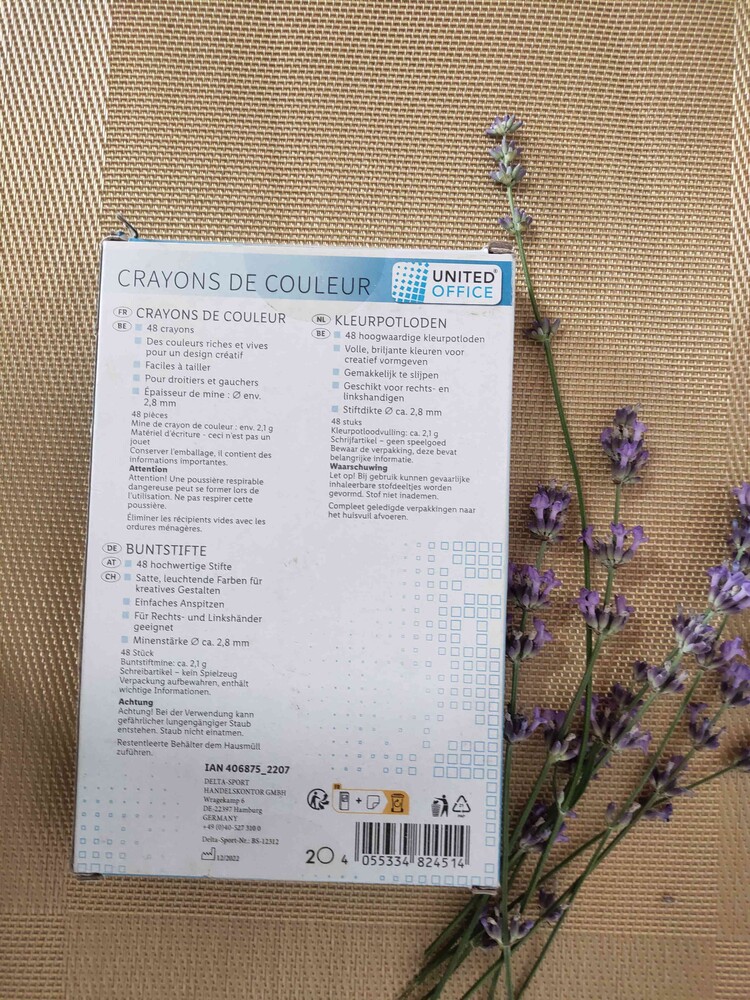 CRAYONS DE COULEUR
UNITED®
OFFICE
FR CRAYONS DE COULEUR
BE 48 crayons
Des couleurs riches et vives
pour un design créatif
Faciles à tailler
Pour droitiers et gauchers
Épaisseur de mine : Ø env.
2,8 mm
48 pièces
Mine de crayon de couleur : env. 2,1 g
Matériel d'écriture - ceci n'est pas un
jouet
Conserver l'emballage, il contient des
informations importantes.
Attention
Attention! Une poussière respirable
dangereuse peut se former lors de
l'utilisation. Ne pas respirer cette
poussière.
Éliminer les récipients vides avec les
ordures ménagères.
NL KLEURPOTLODEN
BE 48 hoogwaardige kleurpotloden
Volle, briljante kleuren voor
creatief vormgeven
Gemakkelijk te slijpen
Geschikt voor rechts- en
linkshandigen
Stiftdikte Ø ca. 2,8 mm
48 stuks
Kleurpotloodvulling: ca. 2,1 g
Schrijfartikel – geen speelgoed
Bewaar de verpakking, deze bevat
belangrijke informatie.
Waarschuwing
Let op! Bij gebruik kunnen gevaarlijke
inhaleerbare stofdeeltjes worden
gevormd. Stof niet inademen.
Compleet geledigde verpakkingen naar
het huisvuil afvoeren.
DE BUNTSTIFTE
AT 48 hochwertige Stifte
CH Satte, leuchtende Farben für
kreatives Gestalten
Einfaches Anspitzen
Für Rechts- und Linkshänder
geeignet
Minenstärke Ø ca. 2,8 mm
48 Stück
Buntstiftmine: ca. 2,1 g
Schreibartikel – kein Spielzeug
Verpackung aufbewahren, enthält
wichtige Informationen.
Achtung
Achtung! Bei der Verwendung kann
gefährlicher lungengängiger Staub
entstehen. Staub nicht einatmen.
Restentleerte Behälter dem Hausmüll
zuführen.
IAN 406875_2207
DELTA-SPORT
HANDELSKONTOR GMBH
Wragekamp 6
DE-22397 Hamburg
GERMANY
+49 (0)40-527 310 0
Delta-Sport-Nr.: BS-12312
12/2022
FR
+
PAP
20 4 055334 824514